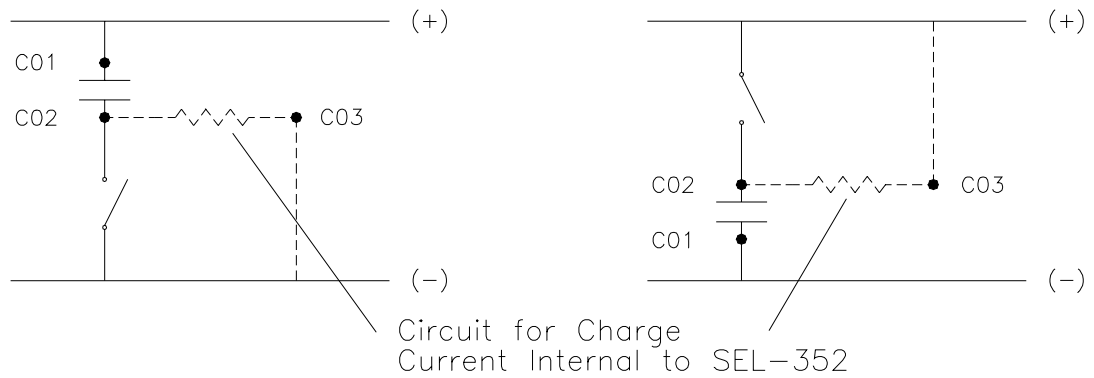 (+)
(+)
C01
C02
C03
C02
C03
C01
(-)
(-)
Circuit for Charge
Current Internal to SEL-352